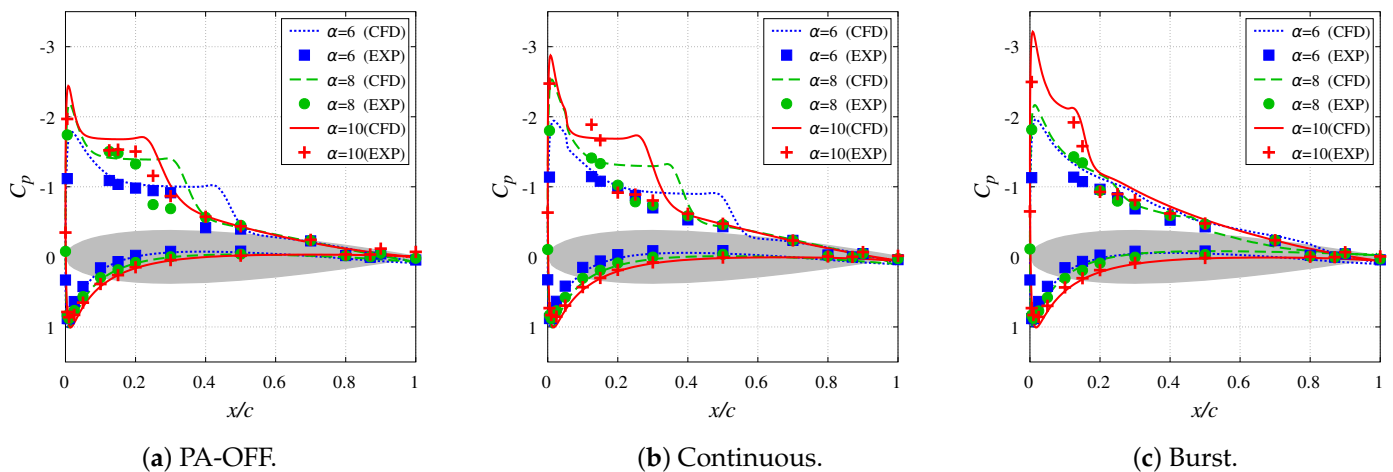 -3
-2
-1
0
1
Cp
0
0.2
0.4
0.6
0.8
1
x/c
α=6 (CFD)
α=6 (EXP)
α=8 (CFD)
α=8 (EXP)
α=10(CFD)
α=10(EXP)
(a) PA-OFF.
-3
-2
-1
0
1
Cp
0
0.2
0.4
0.6
0.8
1
x/c
α=6 (CFD)
α=6 (EXP)
α=8 (CFD)
α=8 (EXP)
α=10(CFD)
α=10(EXP)
(b) Continuous.
-3
-2
-1
0
1
Cp
0
0.2
0.4
0.6
0.8
1
x/c
α=6 (CFD)
α=6 (EXP)
α=8 (CFD)
α=8 (EXP)
α=10(CFD)
α=10(EXP)
(c) Burst.